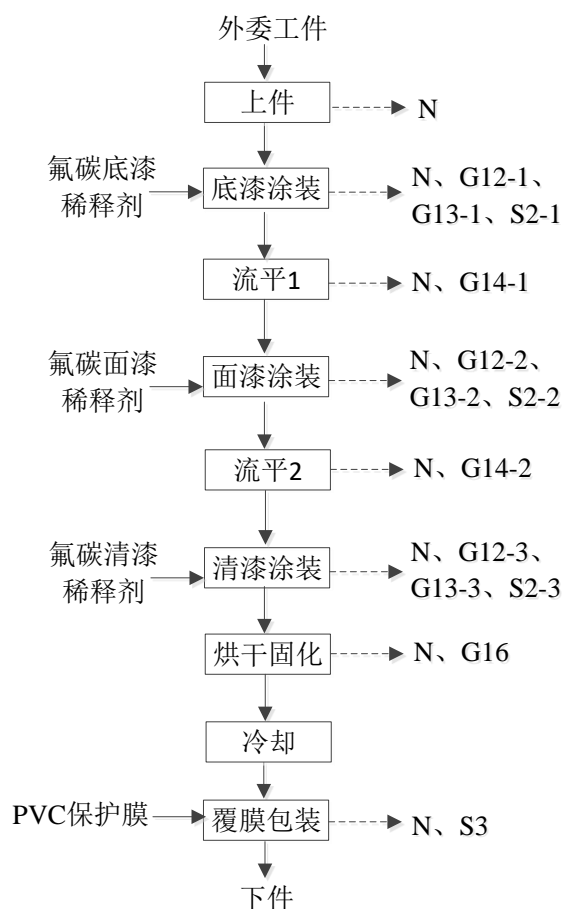 外委工件
上件
N
氟碳底漆
稀释剂
底漆涂装
N、G12-1、
G13-1、S2-1
流平1
N、G14-1
氟碳面漆
稀释剂
面漆涂装
N、G12-2、
G13-2、S2-2
流平2
N、G14-2
氟碳清漆
稀释剂
清漆涂装
N、G12-3、
G13-3、S2-3
烘干固化
N、G16
冷却
PVC保护膜
覆膜包装
N、S3
下件